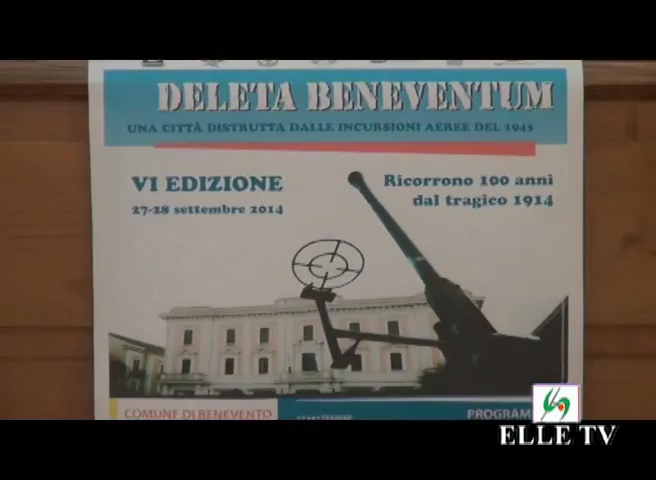 DELETA BENEVENTUM
UNA CITTÀ DISTRUTTA DALLE INCURSIONI AEREE DEL 1943
VI EDIZIONE
27-28 settembre 2014
Ricorrono 100 anni
dal tragico 1914
COMUNE DI BENEVENTO
ELLE TV